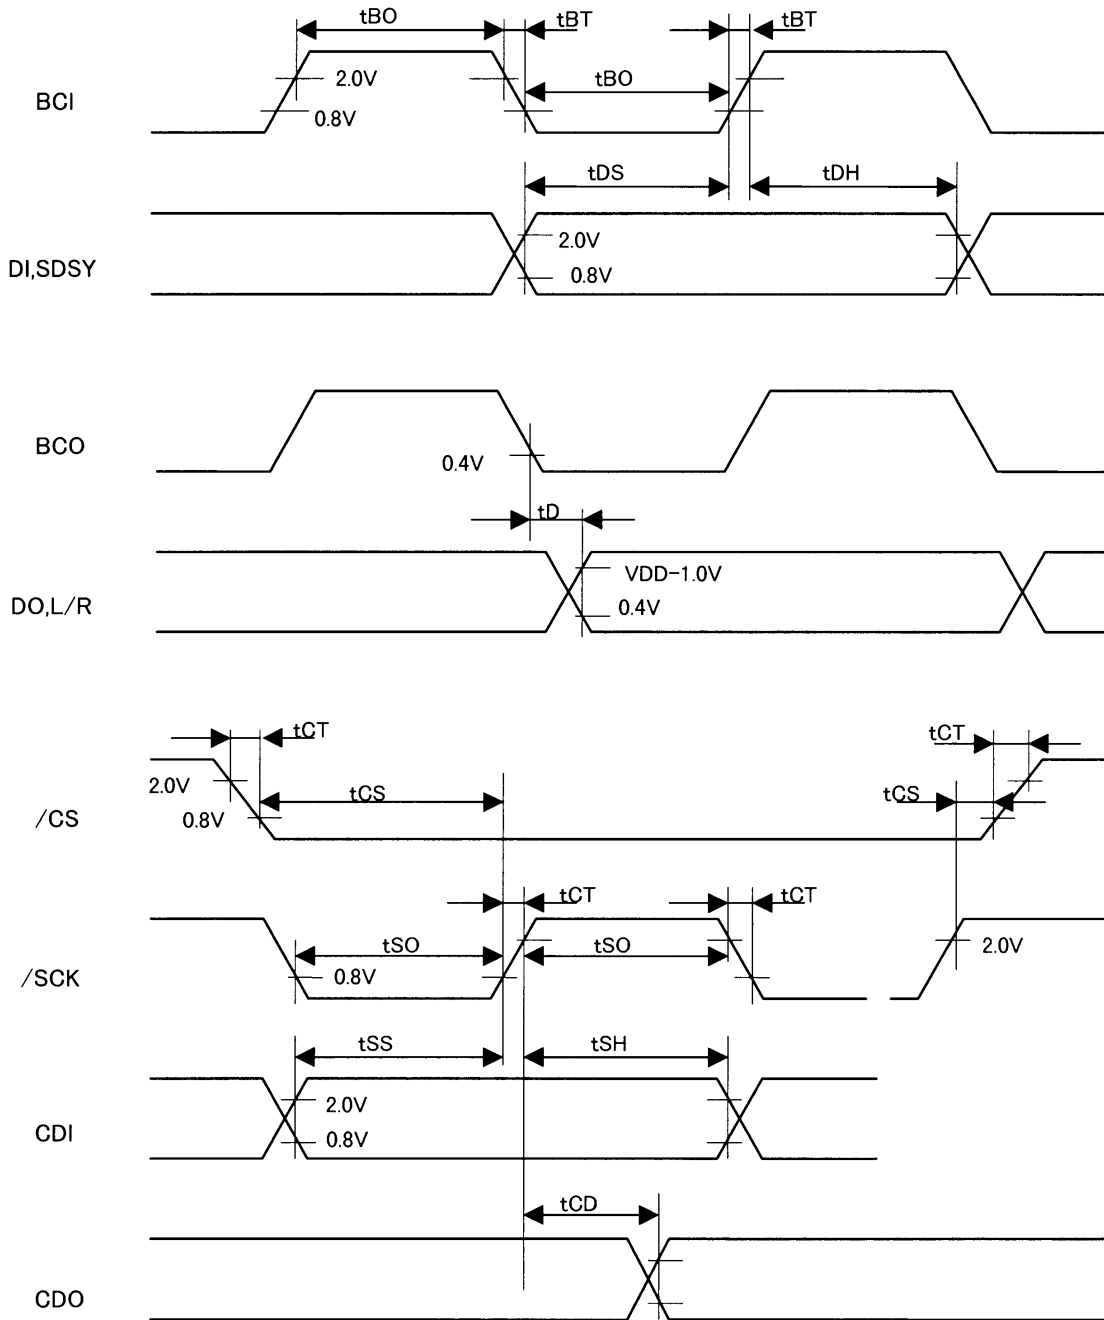 tBO tBT tBT
2.0V tBO
BCI
0.8V
tDS tDH
2.0V
DI,SDSY
0.8V
BCO
0.4V
tD
VDD-1.0V
DO,L/R
0.4V
tCT tCT
2.0V tCS tCS
0.8V
/CS
tCT tCT
tSO tSO 2.0V
/SCK
0.8V
tSS tSH
2.0V
CDI
0.8V
tCD
CDO